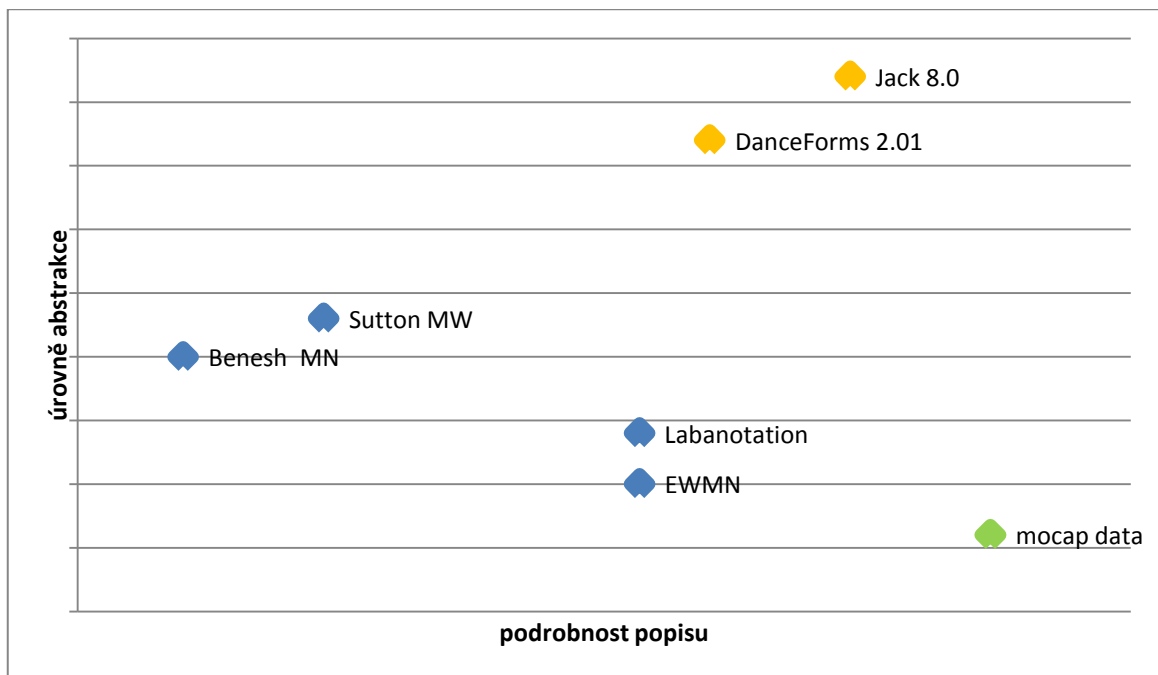 Jack 8.0
DanceForms 2.01
úrovně abstrakce
Sutton MW
Benesh  MN
Labanotation
EWMN
mocap data
podrobnost popisu